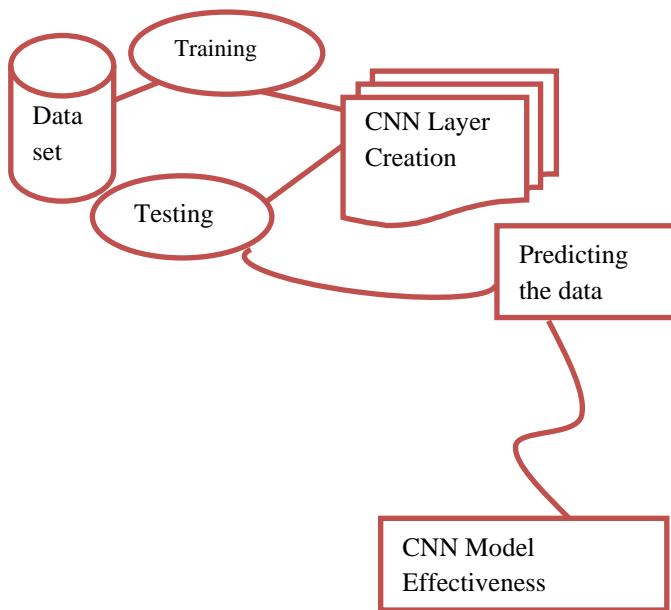 Training
Data
set
CNN Layer
Creation
Testing
Predicting
the data
CNN Model
Effectiveness